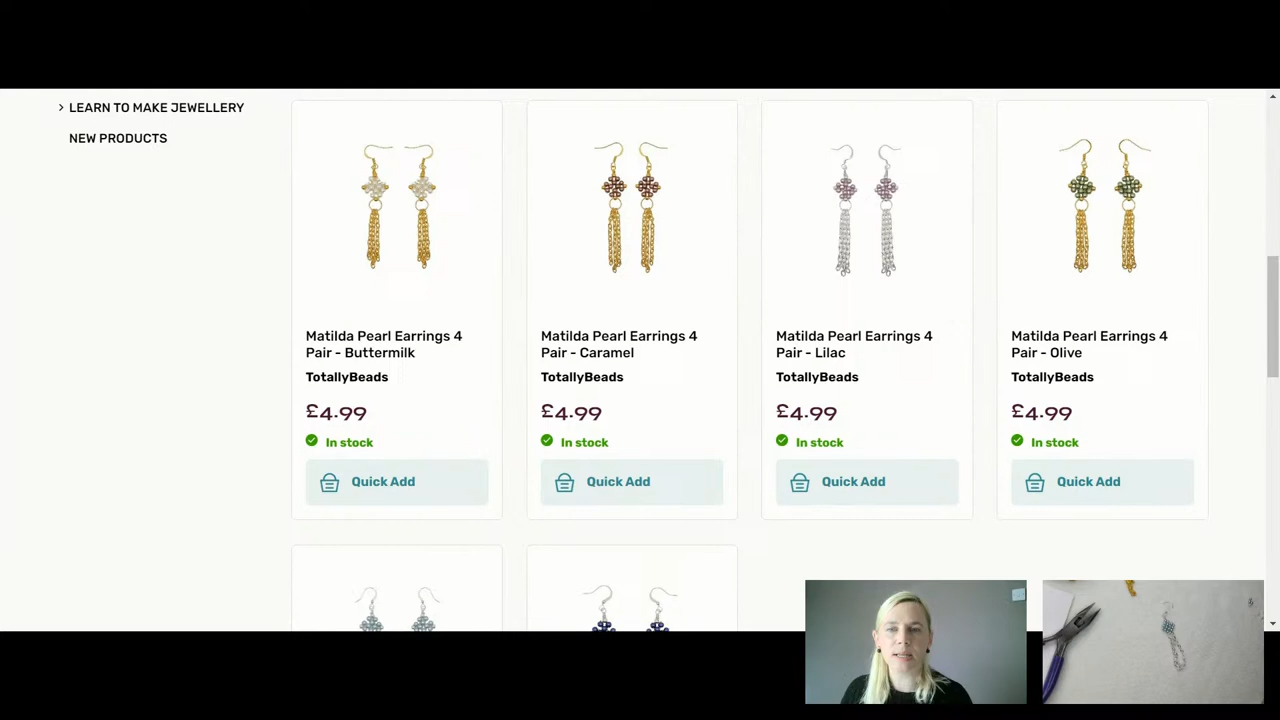 LEARN TO MAKE JEWELLERY
NEW PRODUCTS
Matilda Pearl Earrings 4
Pair - Buttermilk
TotallyBeads
£4.99
In stock
Quick Add
Matilda Pearl Earrings 4
Pair - Caramel
TotallyBeads
£4.99
In stock
Quick Add
Matilda Pearl Earrings 4
Pair - Lilac
TotallyBeads
£4.99
In stock
Quick Add
Matilda Pearl Earrings 4
Pair - Olive
TotallyBeads
£4.99
In stock
Quick Add